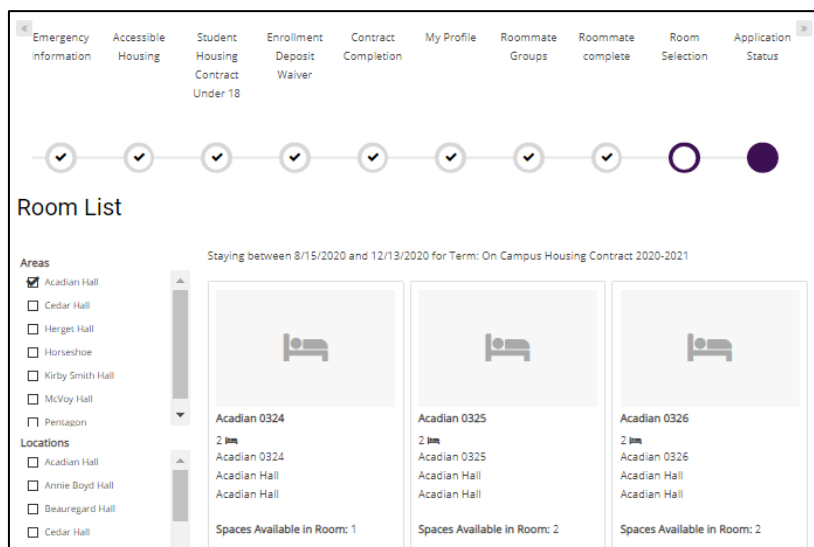 Emergency Information
Accessible Housing
Student Housing Contract Under 18
Enrollment Deposit Waiver
Contract Completion
My Profile
Roommate Groups
Roommate complete
Room Selection
Application Status
Room List
Staying between 8/15/2020 and 12/13/2020 for Term: On Campus Housing Contract 2020-2021
Areas
Acadian Hall
Cedar Hall
Herget Hall
Horseshoe
Kirby Smith Hall
McVoy Hall
Pentagon
Locations
Acadian Hall
Annie Boyd Hall
Beauregard Hall
Cedar Hall
Acadian 0324
2
Acadian 0324
Acadian Hall
Acadian Hall
Spaces Available in Room: 1
Acadian 0325
2
Acadian 0325
Acadian Hall
Acadian Hall
Spaces Available in Room: 2
Acadian 0326
2
Acadian 0326
Acadian Hall
Acadian Hall
Spaces Available in Room: 2